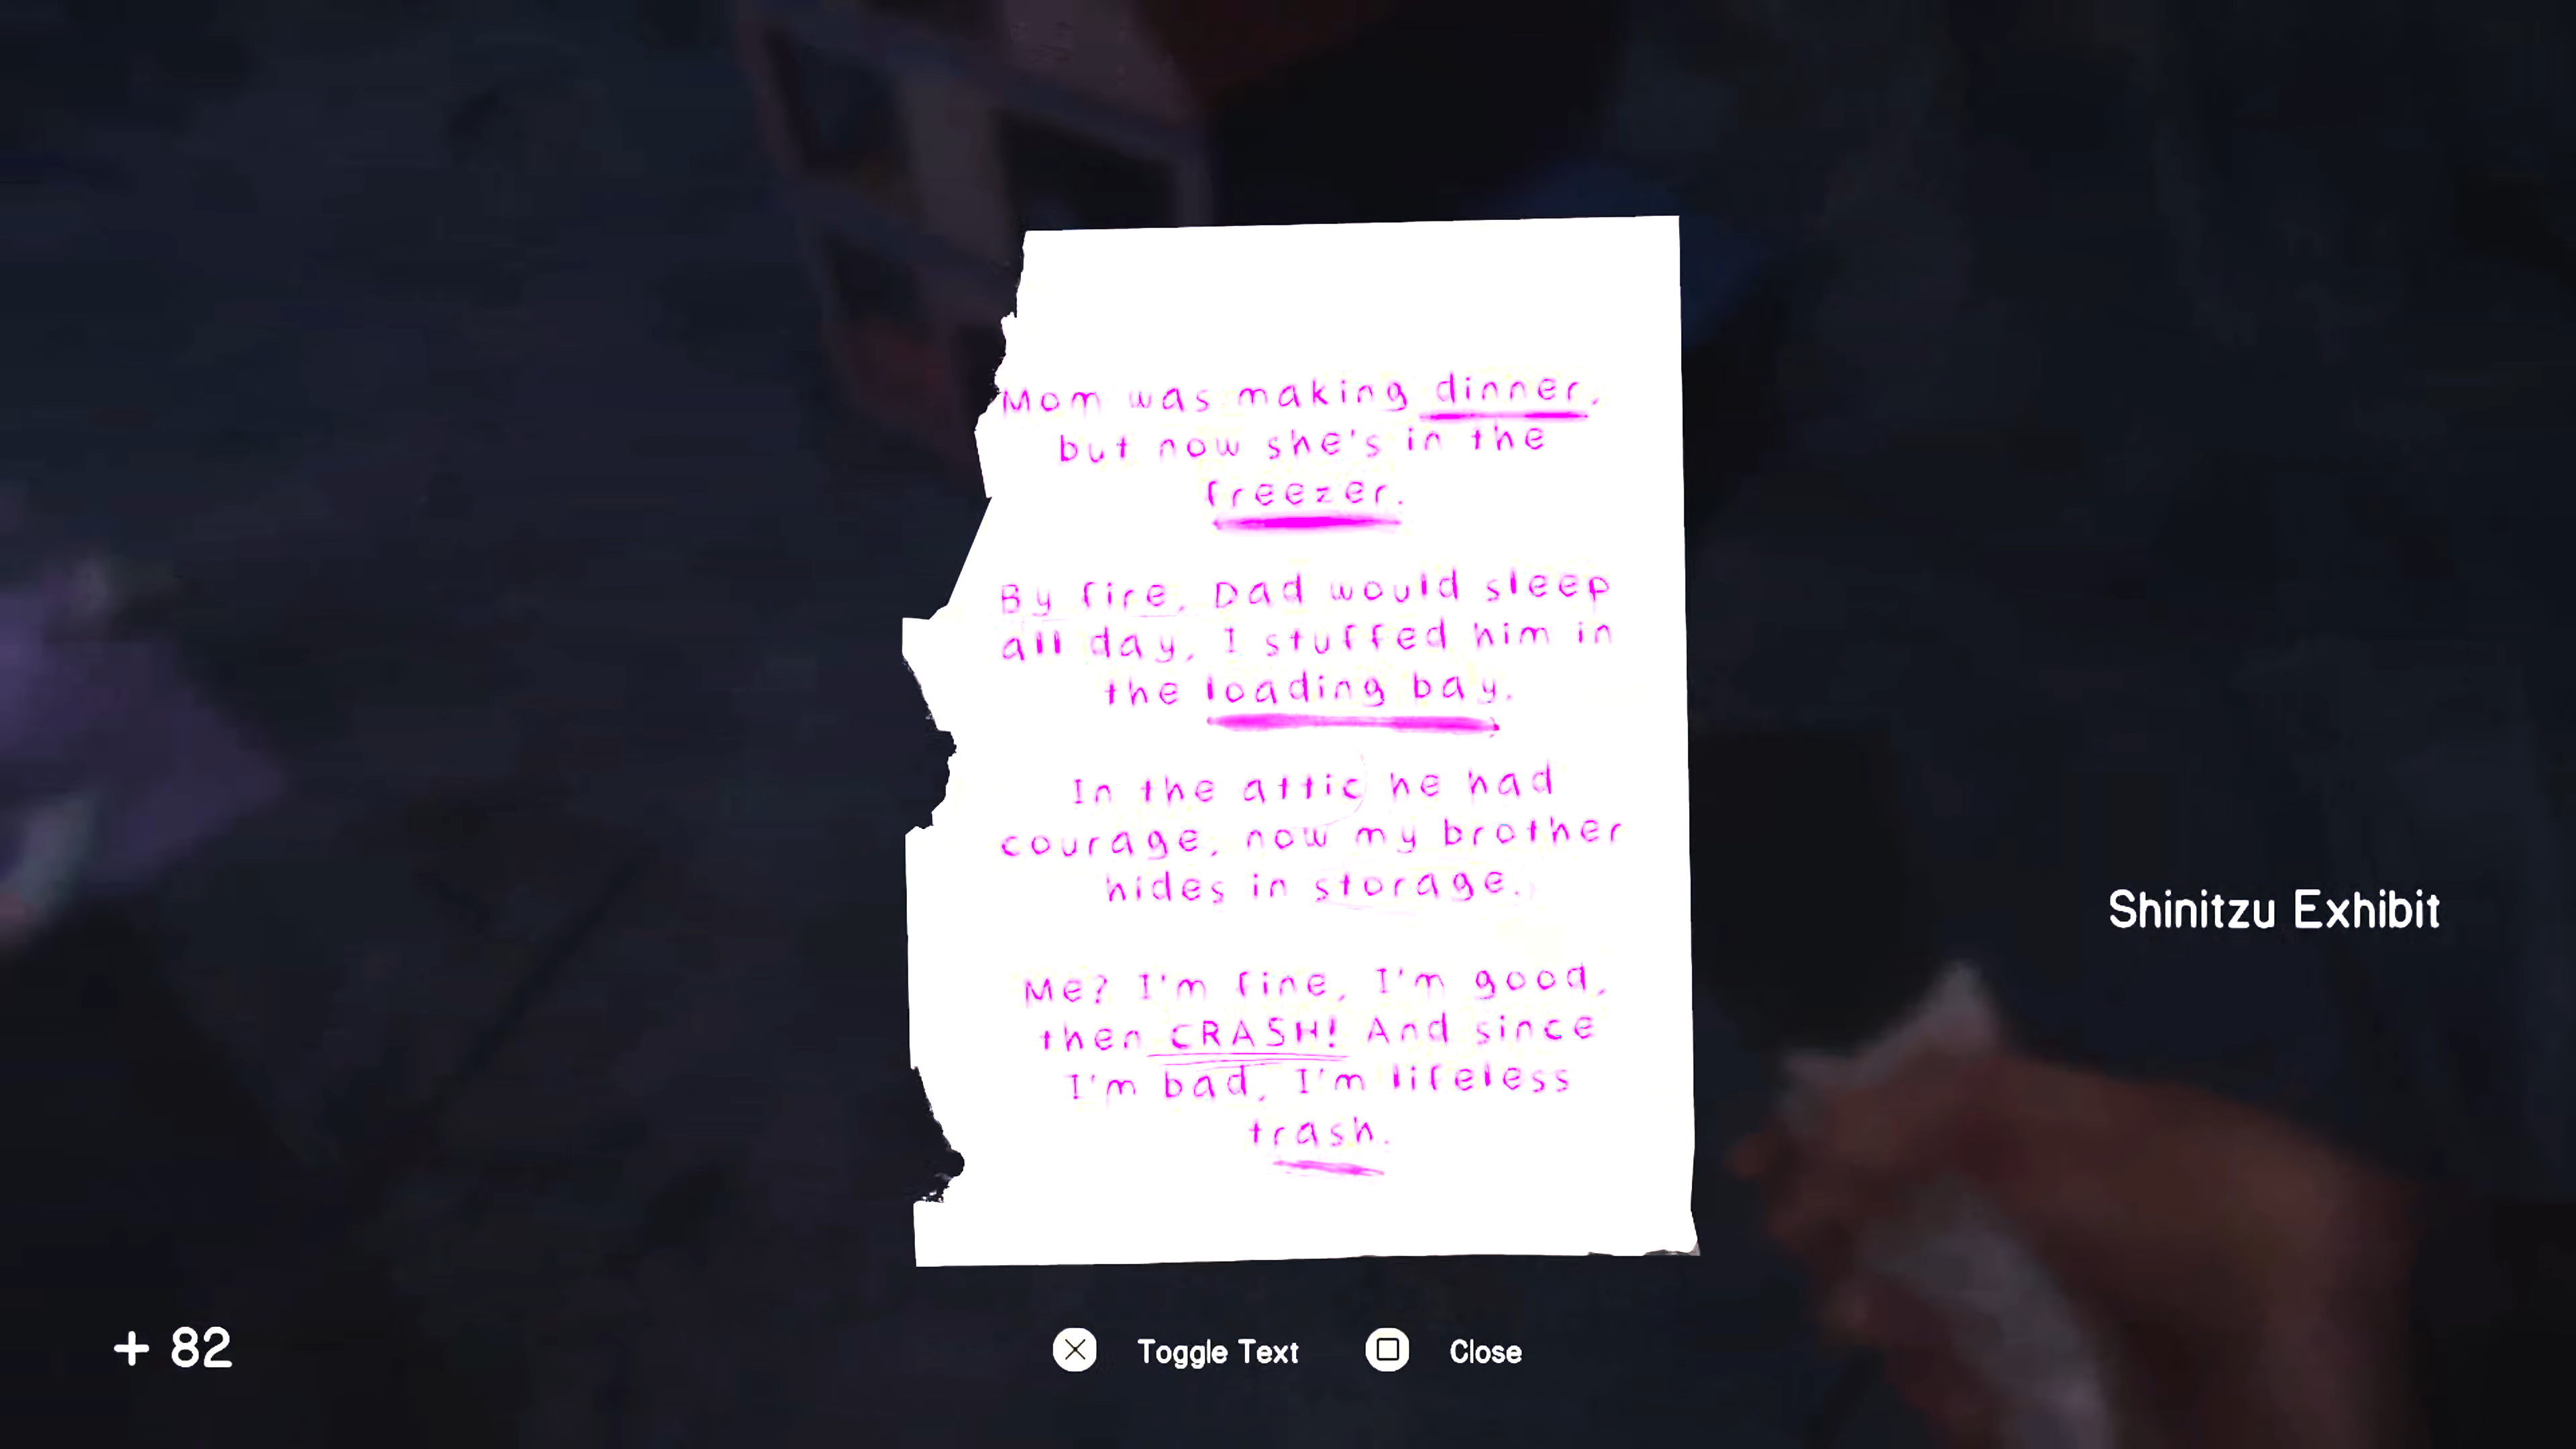 Mom was making dinner,
but now she's in the
freezer.
By fire, Dad would sleep
all day, I stuffed him in
the loading bay.
In the attic he had
courage, now my brother
hides in storage.
Me? I'm fine, I'm good,
then CRASH! And since
I'm bad, I'm lifeless
trash.
Shinitzu Exhibit
+ 82
Toggle Text Close